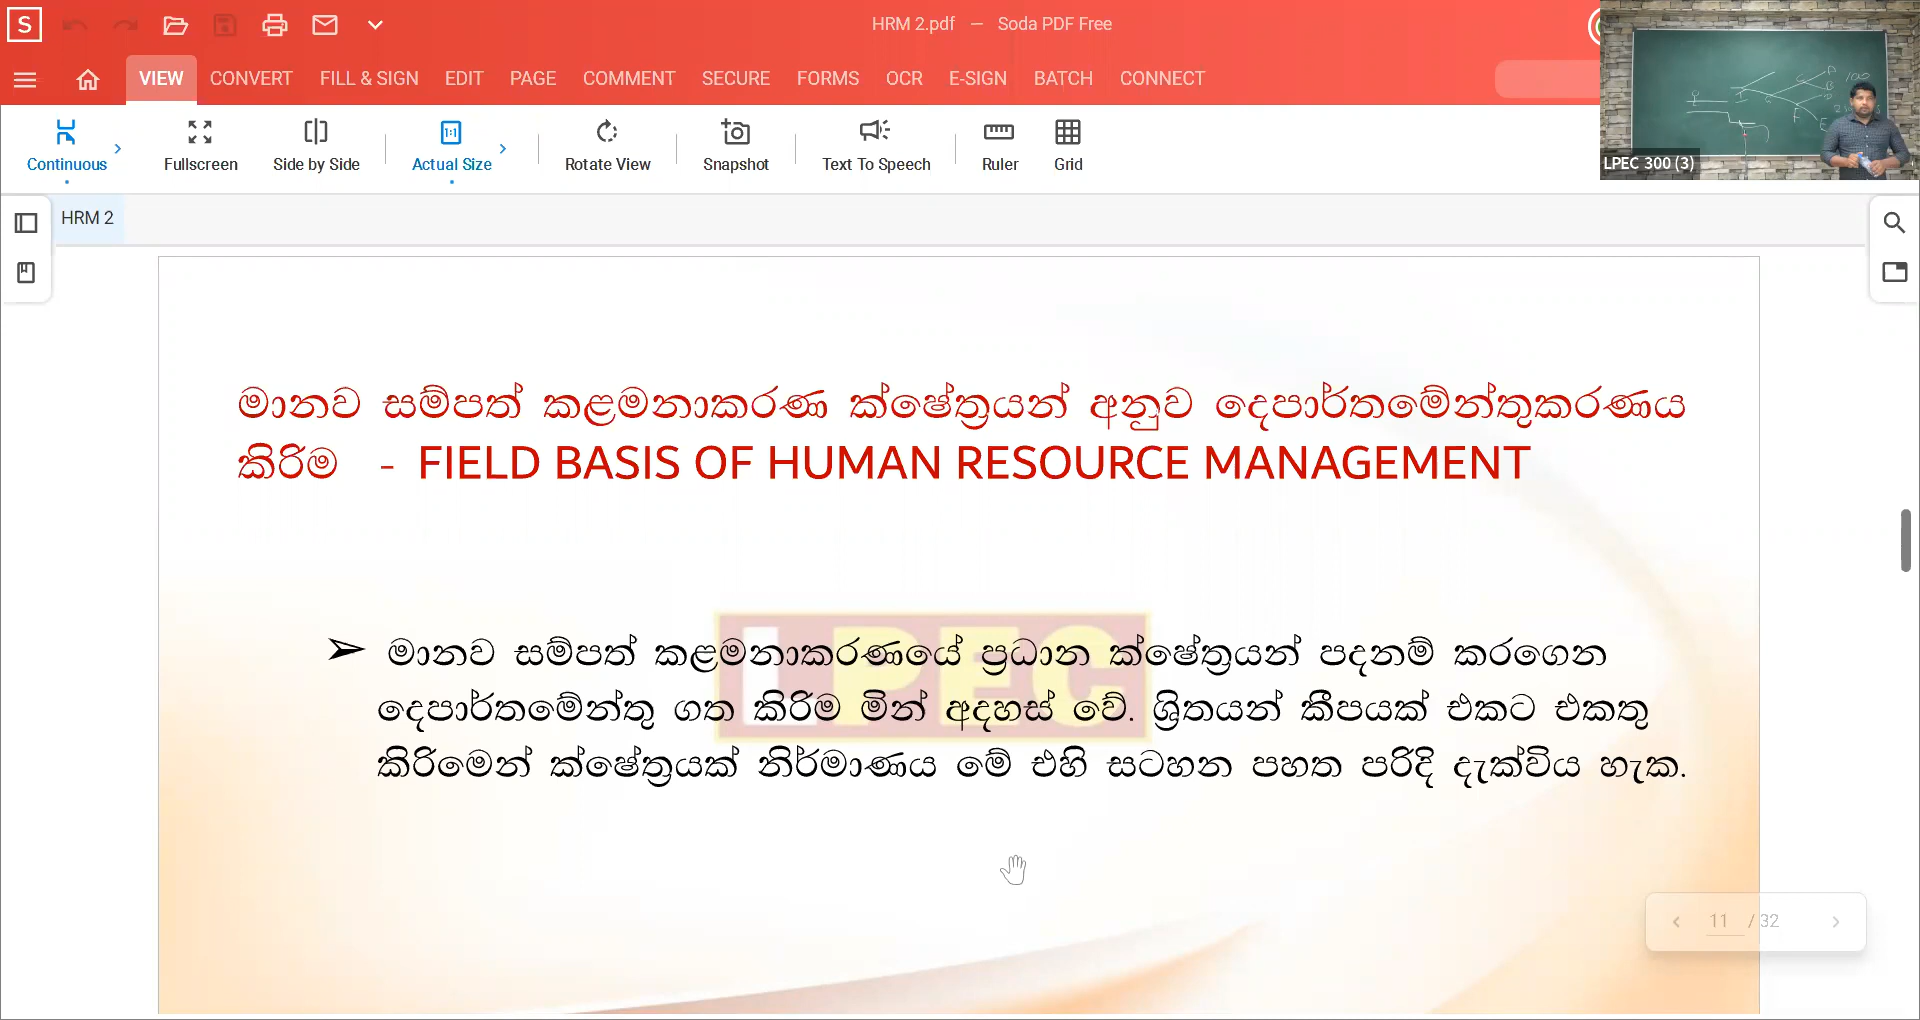 HRM 2.pdf — Soda PDF Free
VIEW CONVERT FILL & SIGN EDIT PAGE COMMENT SECURE FORMS OCR E-SIGN BATCH CONNECT
Continuous Fullscreen Side by Side Actual Size Rotate View Snapshot Text To Speech Ruler Grid
LPEC 300 (3)
HRM 2
මානව සම්පත් කළමනාකරණ ක්ෂේත්‍රයන් අනුව දෙපාර්තමේන්තුකරණය
කිරිම - FIELD BASIS OF HUMAN RESOURCE MANAGEMENT
➢ මානව සම්පත් කළමනාකරණයේ ප්‍රධාන ක්ෂේත්‍රයන් පදනම් කරගෙන
දෙපාර්තමේන්තු ගත කිරිම මින් අදහස් වේ. ශ්‍රිතයන් කීපයක් එකට එකතු
කිරිමෙන් ක්ෂේත්‍රයක් නිර්මාණය මේ එහි සටහන පහත පරිදි දැක්විය හැක.
LPEC
11 / 32